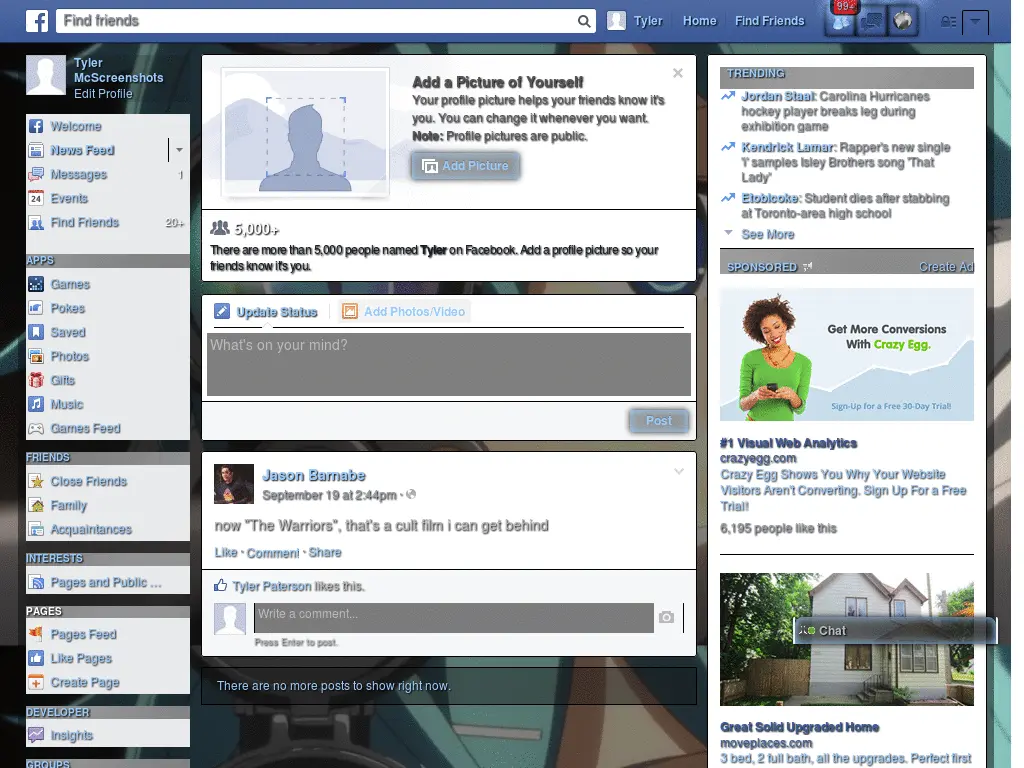 Find friends
Tyler
Home
Find Friends
99+
Tyler
McScreenshots
Edit Profile
Welcome
News Feed
Messages 1
24 Events
Find Friends 20+
APPS
Games
Pokes
Saved
Photos
Gifts
Music
Games Feed
FRIENDS
Close Friends
Family
Acquaintances
INTERESTS
Pages and Public ...
PAGES
Pages Feed
Like Pages
Create Page
DEVELOPER
Insights
GROUPS
Add a Picture of Yourself
Your profile picture helps your friends know it's
you. You can change it whenever you want.
Note: Profile pictures are public.
Add Picture
5,000+
There are more than 5,000 people named Tyler on Facebook. Add a profile picture so your
friends know it's you.
Update Status
Add Photos/Video
What's on your mind?
Post
Jason Barnabe
September 19 at 2:44pm ·
now "The Warriors", that's a cult film i can get behind
Like · Comment · Share
Tyler Paterson likes this.
Write a comment...
Press Enter to post.
There are no more posts to show right now.
TRENDING
Jordan Staal: Carolina Hurricanes
hockey player breaks leg during
exhibition game
Kendrick Lamar: Rapper's new single
'i' samples Isley Brothers song 'That
Lady'
Etobicoke: Student dies after stabbing
at Toronto-area high school
See More
SPONSORED
Create Ad
Get More Conversions
With Crazy Egg.
Sign-Up for a Free 30-Day Trial!
#1 Visual Web Analytics
crazyegg.com
Crazy Egg Shows You Why Your Website
Visitors Aren't Converting. Sign Up For a Free
Trial!
6,195 people like this
Chat
Great Solid Upgraded Home
moveplaces.com
3 bed, 2 full bath, all the upgrades. Perfect first